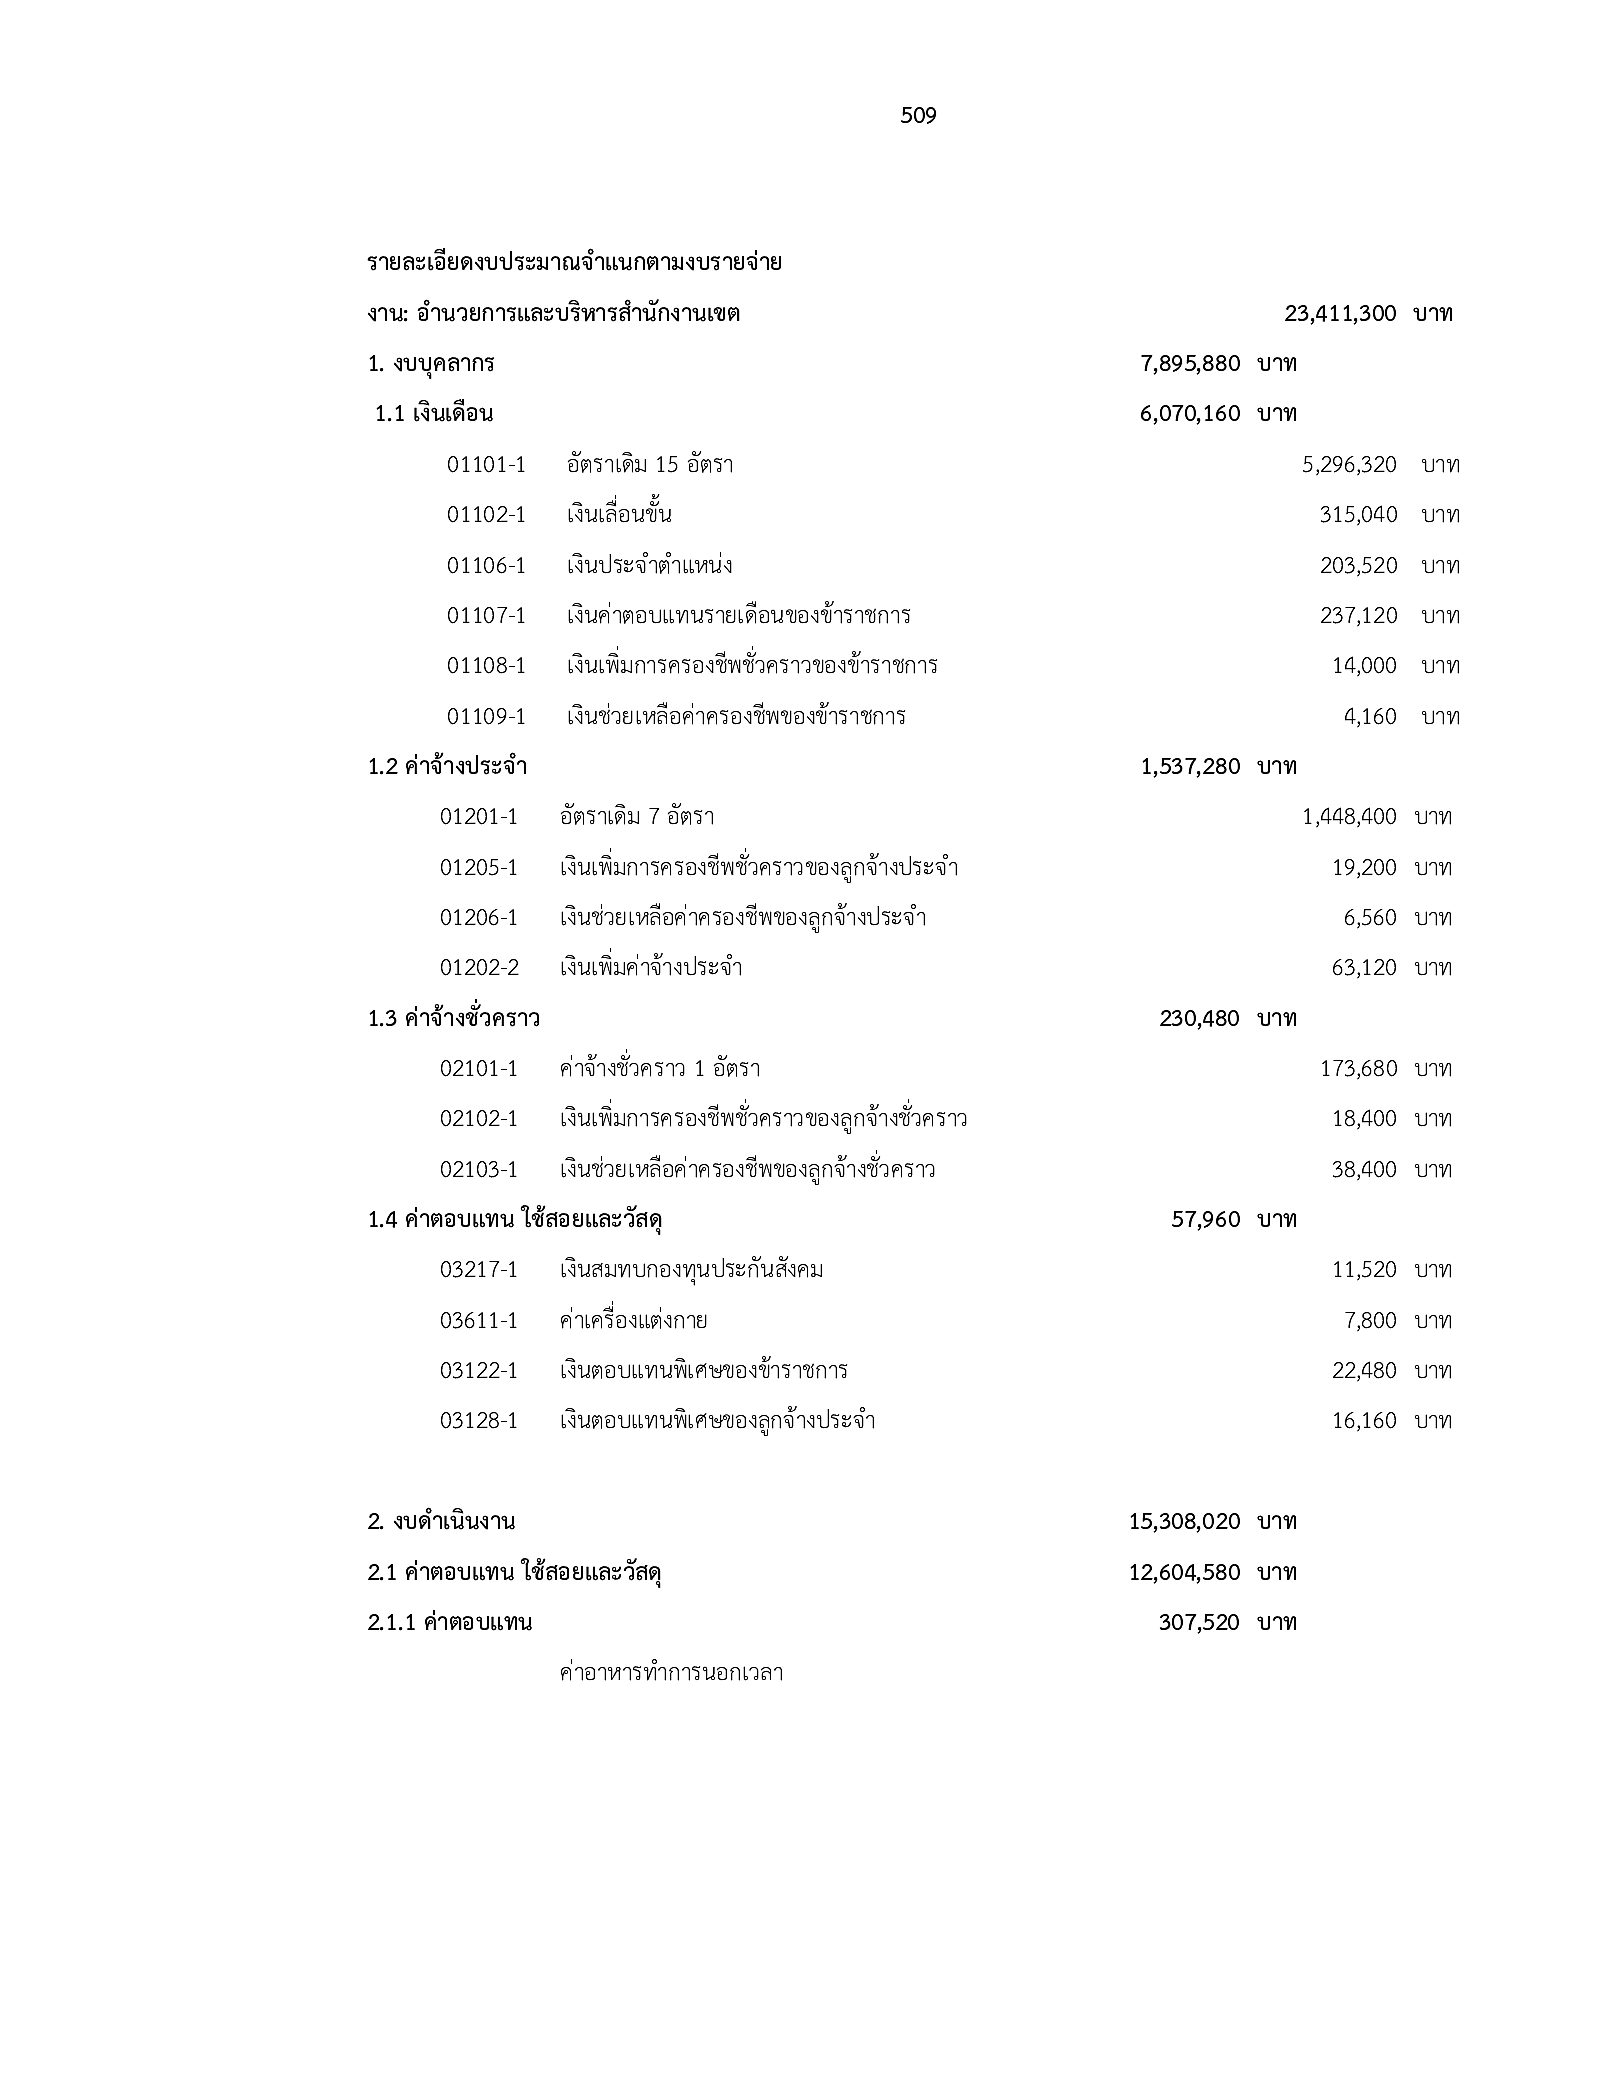 509
รายละเอียดงบประมาณจำแนกตามงบรายจ่าย
งาน: อำนวยการและบริหารสำนักงานเขต 23,411,300 บาท
1. งบบุคลากร 7,895,880 บาท
1.1 เงินเดือน 6,070,160 บาท
01101-1 อัตราเดิม 15 อัตรา 5,296,320 บาท
01102-1 เงินเลื่อนขั้น 315,040 บาท
01106-1 เงินประจำตำแหน่ง 203,520 บาท
01107-1 เงินค่าตอบแทนรายเดือนของข้าราชการ 237,120 บาท
01108-1 เงินเพิ่มการครองชีพชั่วคราวของข้าราชการ 14,000 บาท
01109-1 เงินช่วยเหลือค่าครองชีพของข้าราชการ 4,160 บาท
1.2 ค่าจ้างประจำ 1,537,280 บาท
01201-1 อัตราเดิม 7 อัตรา 1,448,400 บาท
01205-1 เงินเพิ่มการครองชีพชั่วคราวของลูกจ้างประจำ 19,200 บาท
01206-1 เงินช่วยเหลือค่าครองชีพของลูกจ้างประจำ 6,560 บาท
01202-2 เงินเพิ่มค่าจ้างประจำ 63,120 บาท
1.3 ค่าจ้างชั่วคราว 230,480 บาท
02101-1 ค่าจ้างชั่วคราว 1 อัตรา 173,680 บาท
02102-1 เงินเพิ่มการครองชีพชั่วคราวของลูกจ้างชั่วคราว 18,400 บาท
02103-1 เงินช่วยเหลือค่าครองชีพของลูกจ้างชั่วคราว 38,400 บาท
1.4 ค่าตอบแทน ใช้สอยและวัสดุ 57,960 บาท
03217-1 เงินสมทบกองทุนประกันสังคม 11,520 บาท
03611-1 ค่าเครื่องแต่งกาย 7,800 บาท
03122-1 เงินตอบแทนพิเศษของข้าราชการ 22,480 บาท
03128-1 เงินตอบแทนพิเศษของลูกจ้างประจำ 16,160 บาท
2. งบดำเนินงาน 15,308,020 บาท
2.1 ค่าตอบแทน ใช้สอยและวัสดุ 12,604,580 บาท
2.1.1 ค่าตอบแทน 307,520 บาท
ค่าอาหารทำการนอกเวลา